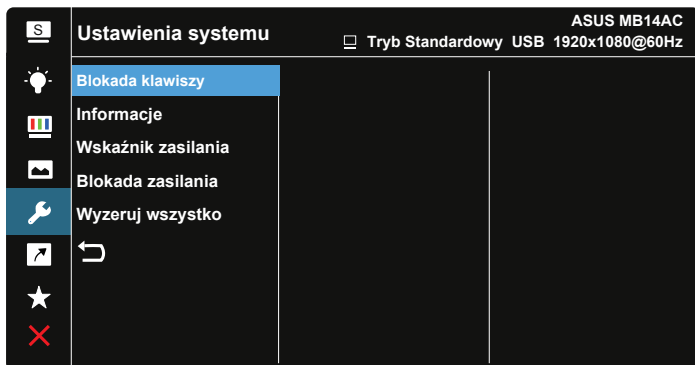 S
Ustawienia systemu
ASUS MB14AC
Tryb Standardowy USB 1920x1080@60Hz
Blokada klawiszy
Informacje
Wskaźnik zasilania
Blokada zasilania
Wyzeruj wszystko